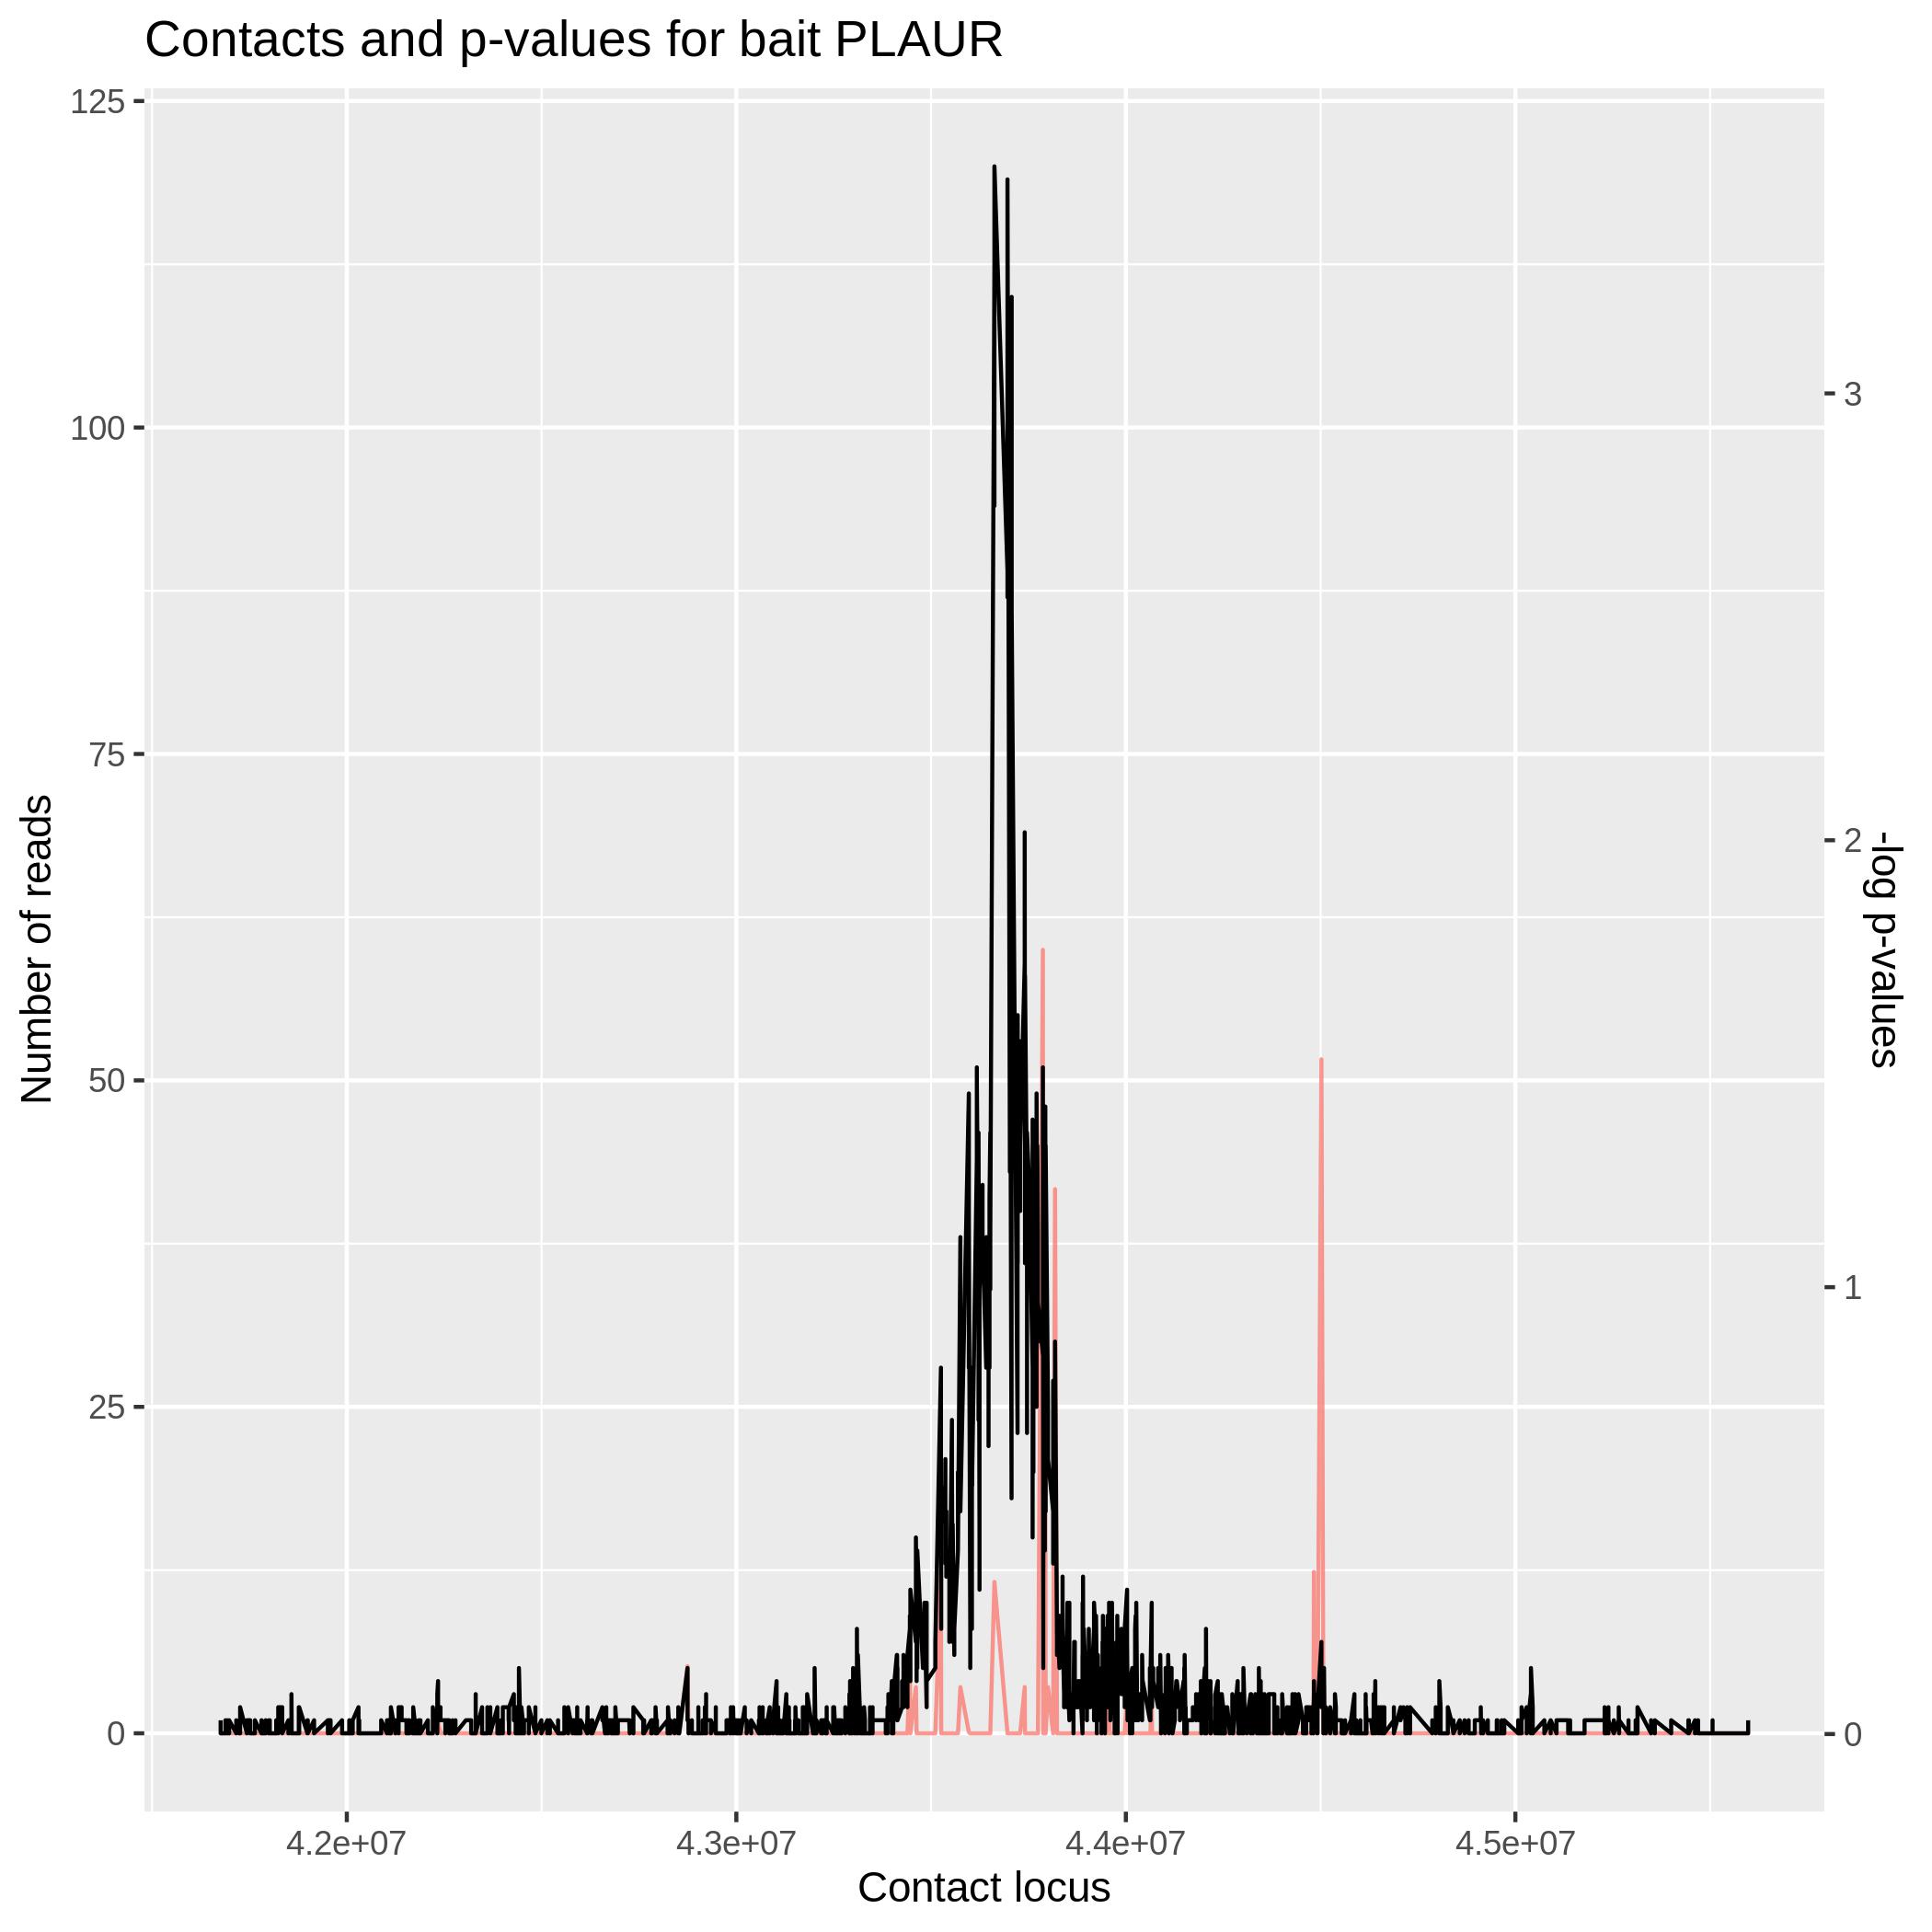 Contacts and p-values for bait PLAUR
125
100
75
50
25
0
Number of reads
3
2
1
0
-log p-values
4.2e+07
4.3e+07
4.4e+07
4.5e+07
Contact locus